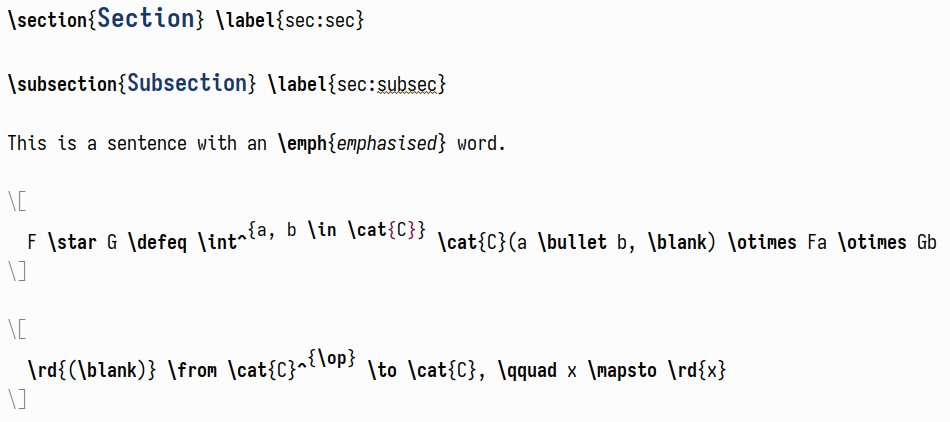 \section{Section} \label{sec:sec}
\subsection{Subsection} \label{sec:subsec}
This is a sentence with an \emph{emphasised} word.
\[
F \star G \defeq \int^{a, b \in \cat{C}} \cat{C}(a \bullet b, \blank) \otimes Fa \otimes Gb
\]
\[
\rd{(\blank)} \from \cat{C}^{\op} \to \cat{C}, \qquad x \mapsto \rd{x}
\]